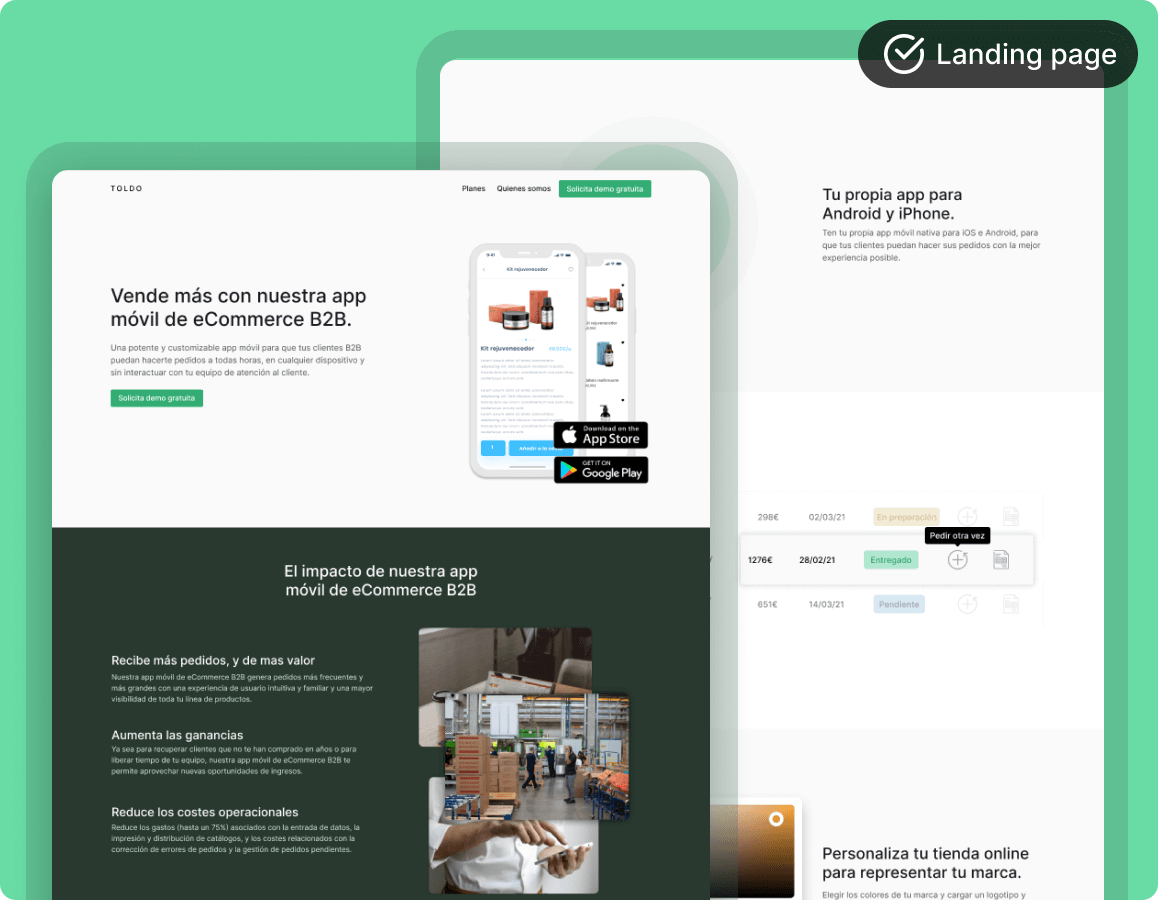 Landing page
TOLDO
Planes
Quienes somos
Solicita demo gratuita
Vende más con nuestra app
móvil de eCommerce B2B.
Una potente y customizable app móvil para que tus clientes B2B
puedan hacerte pedidos a todas horas, en cualquier dispositivo y
sin interactuar con tu equipo de atención al cliente.
Solicita demo gratuita
9:41
Kit rejuvenecedor
Kit rejuvenecedor
1
Añadir a la
Download on the
App Store
GET IT ON
Google Play
El impacto de nuestra app
móvil de eCommerce B2B
Recibe más pedidos, y de mas valor
Nuestra app móvil de eCommerce B2B genera pedidos más frecuentes y
más grandes con una experiencia de usuario intuitiva y familiar y una mayor
visibilidad de toda tu línea de productos.
Aumenta las ganancias
Ya sea para recuperar clientes que no te han comprado en años o para
liberar tiempo de tu equipo, nuestra app móvil de eCommerce B2B te
permite aprovechar nuevas oportunidades de ingresos.
Reduce los costes operacionales
Reduce los gastos (hasta un 75%) asociados con la entrada de datos, la
impresión y distribución de catálogos, y los costes relacionados con la
corrección de errores de pedidos y la gestión de pedidos pendientes.
Tu propia app para
Android y iPhone.
Ten tu propia app móvil nativa para iOS e Android, para
que tus clientes puedan hacer sus pedidos con la mejor
experiencia posible.
298€ 02/03/21 En preparación
Pedir otra vez
1276€ 28/02/21 Entregado
651€ 14/03/21 Pendiente
Personaliza tu tienda online
para representar tu marca.
Elegir los colores de tu marca y cargar un logotipo y